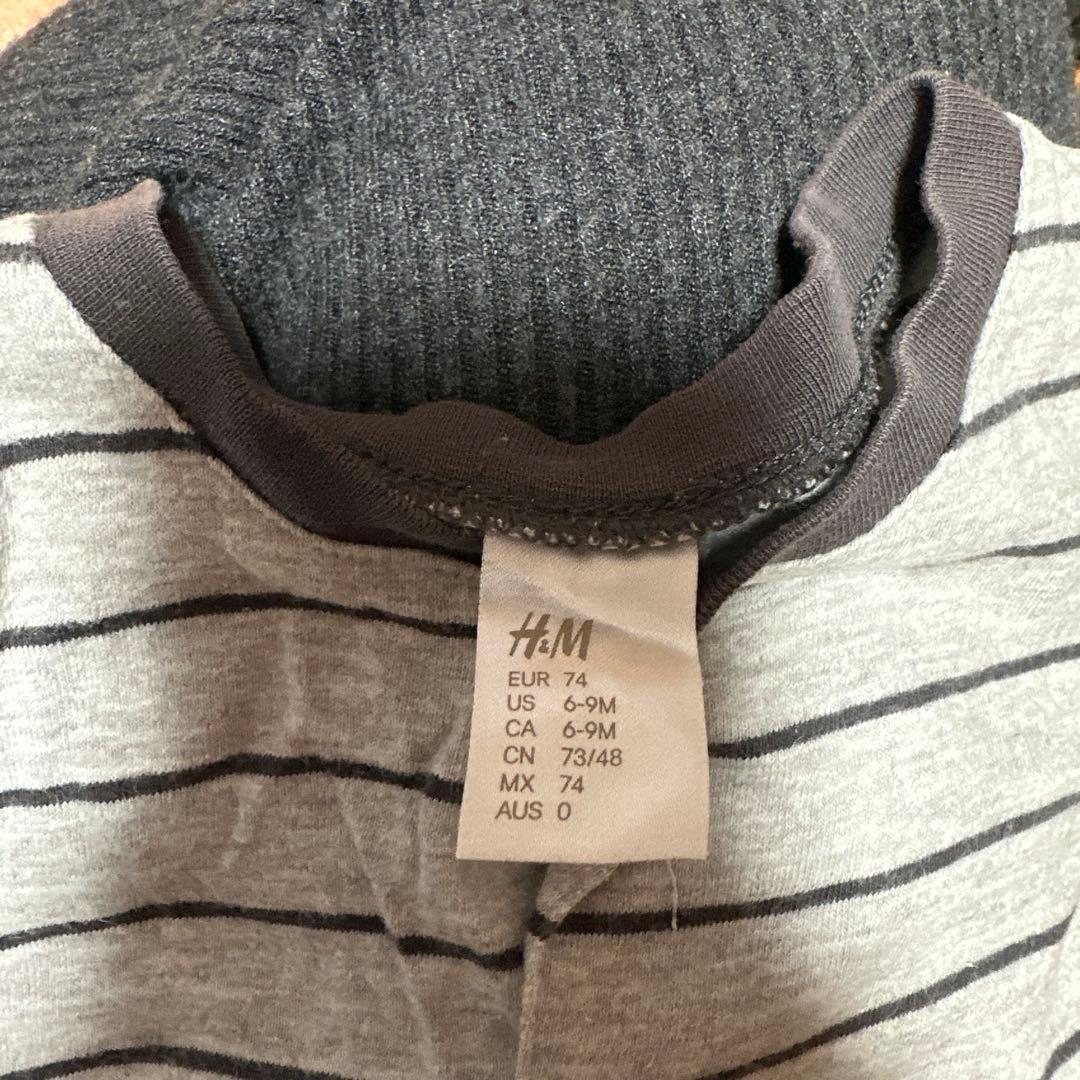 H&M
EUR 74
US 6-9M
CA 6-9M
CN 73/48
MX 74
AUS 0